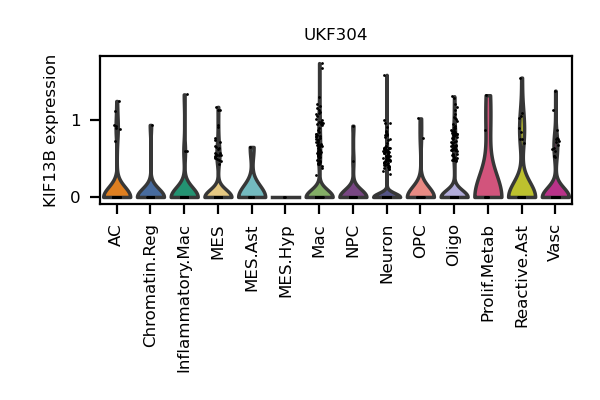 UKF304
KIF13B expression
1
0
AC
Chromatin.Reg
Inflammatory.Mac
MES
MES.Ast
MES.Hyp
Mac
NPC
Neuron
OPC
Oligo
Prolif.Metab
Reactive.Ast
Vasc